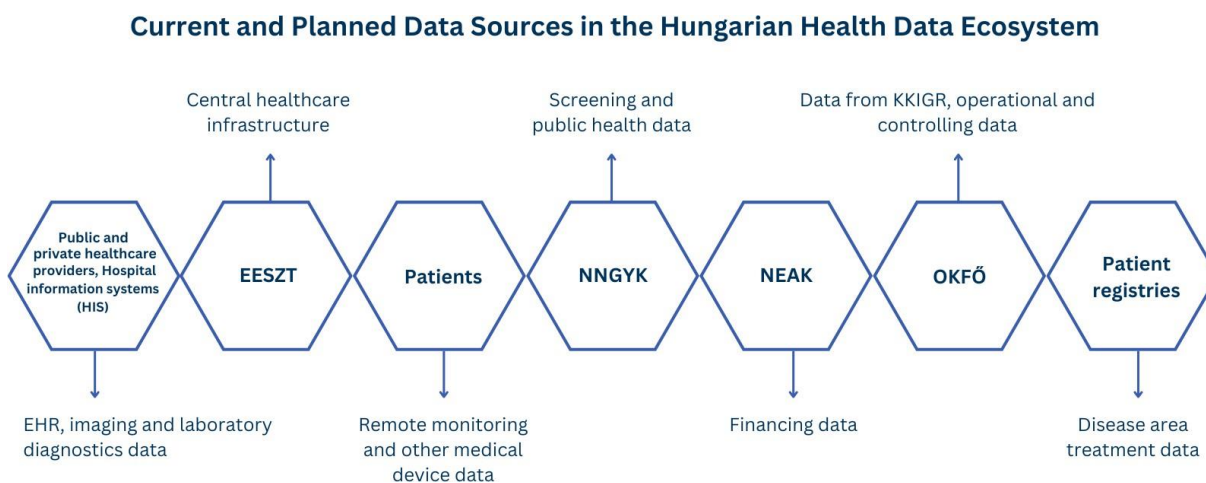 Current and Planned Data Sources in the Hungarian Health Data Ecosystem
Central healthcare
infrastructure
Screening and
public health data
Data from KKIGR, operational and
controlling data
Public and
private healthcare
providers, Hospital
information systems
(HIS)
EESZT
Patients
NNGYK
NEAK
OKFŐ
Patient
registries
EHR, imaging and laboratory
diagnostics data
Remote monitoring
and other medical
device data
Financing data
Disease area
treatment data